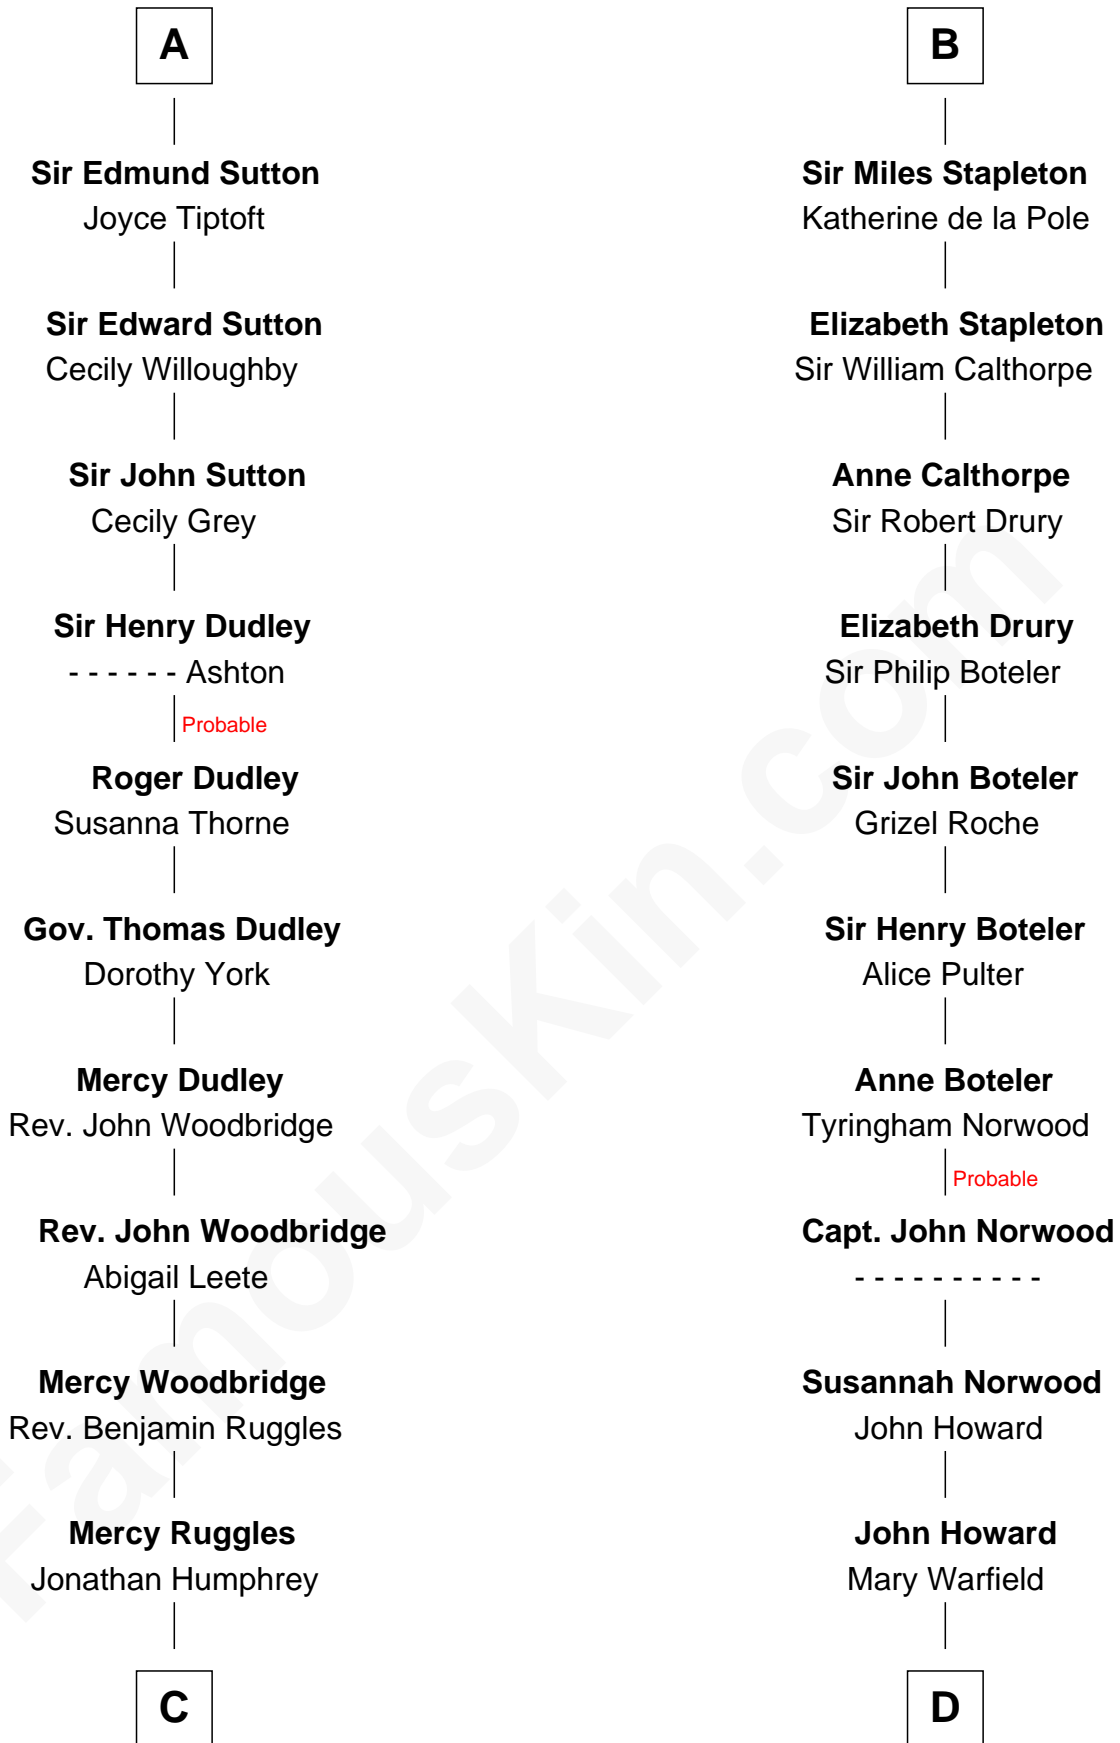 A
Sir Edmund Sutton
Joyce Tiptoft
Sir Edward Sutton
Cecily Willoughby
Sir John Sutton
Cecily Grey
Sir Henry Dudley
- - - - - - Ashton
Probable
Roger Dudley
Susanna Thorne
Gov. Thomas Dudley
Dorothy York
Mercy Dudley
Rev. John Woodbridge
Rev. John Woodbridge
Abigail Leete
Mercy Woodbridge
Rev. Benjamin Ruggles
Mercy Ruggles
Jonathan Humphrey
C
B
Sir Miles Stapleton
Katherine de la Pole
Elizabeth Stapleton
Sir William Calthorpe
Anne Calthorpe
Sir Robert Drury
Elizabeth Drury
Sir Philip Boteler
Sir John Boteler
Grizel Roche
Sir Henry Boteler
Alice Pulter
Anne Boteler
Tyringham Norwood
Probable
Capt. John Norwood
- - - - - - - - - -
Susannah Norwood
John Howard
John Howard
Mary Warfield
D
FamousKin.com